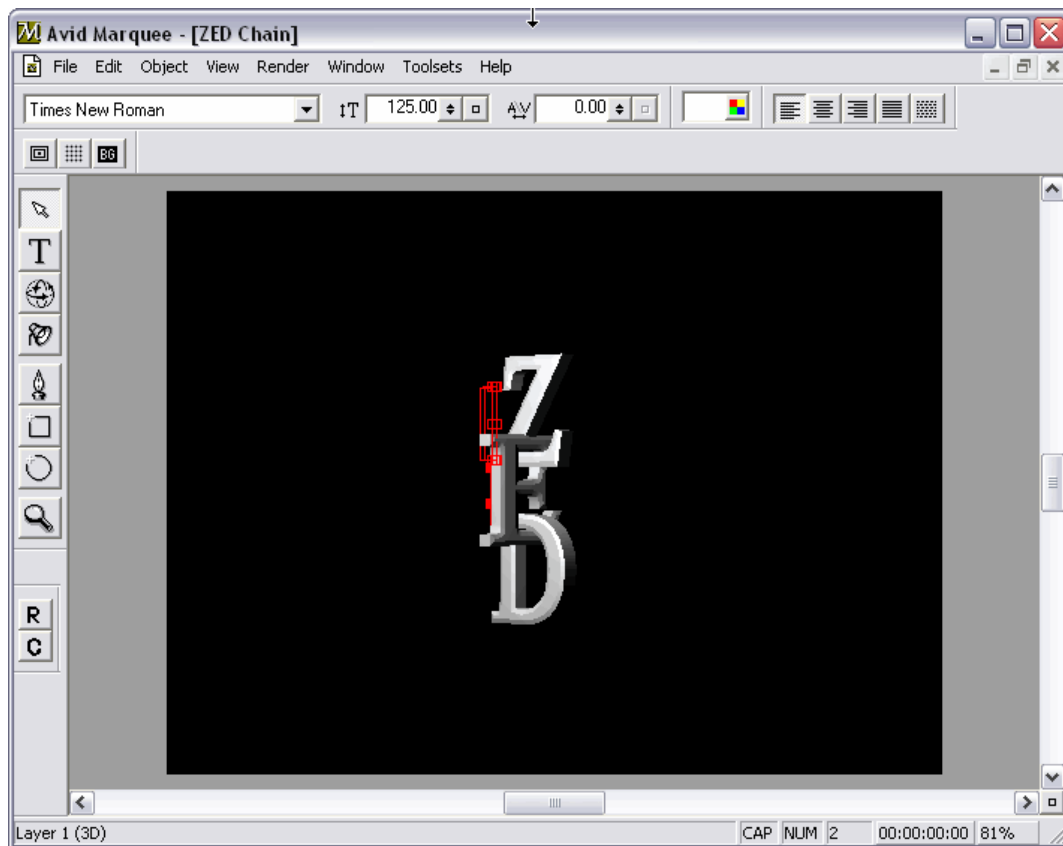 Avid Marquee - [ZED Chain]
File Edit Object View Render Window Toolsets Help
Times New Roman T 125.00 AV 0.00
BG
T
Z
E
D
R
C
Layer 1 (3D) CAP NUM 2 00:00:00:00 81%